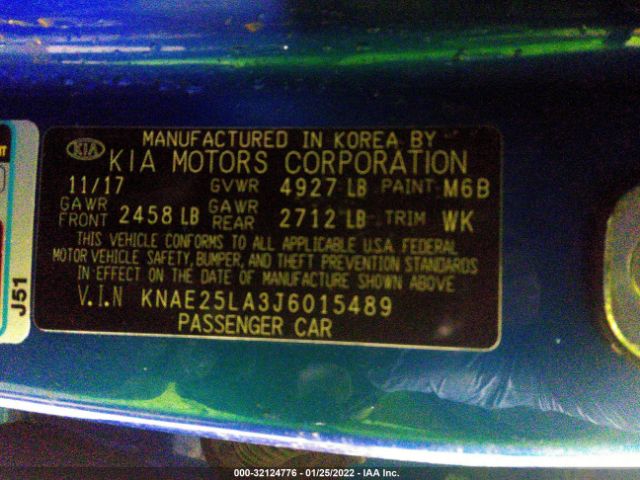 MANUFACTURED IN KOREA BY
KIA KIA MOTORS CORPORATION
11/17 GVWR 4927 LB PAINT M6B
GAWR FRONT 2458 LB GAWR REAR 2712 LB TRIM WK
THIS VEHICLE CONFORMS TO ALL APPLICABLE U.S.A. FEDERAL
MOTOR VEHICLE SAFETY, BUMPER, AND THEFT PREVENTION STANDARDS
IN EFFECT ON THE DATE OF MANUFACTURE SHOWN ABOVE
V.I.N KNAE25LA3J6015489
PASSENGER CAR
J51
000-32124776 - 01/25/2022 - IAA Inc.